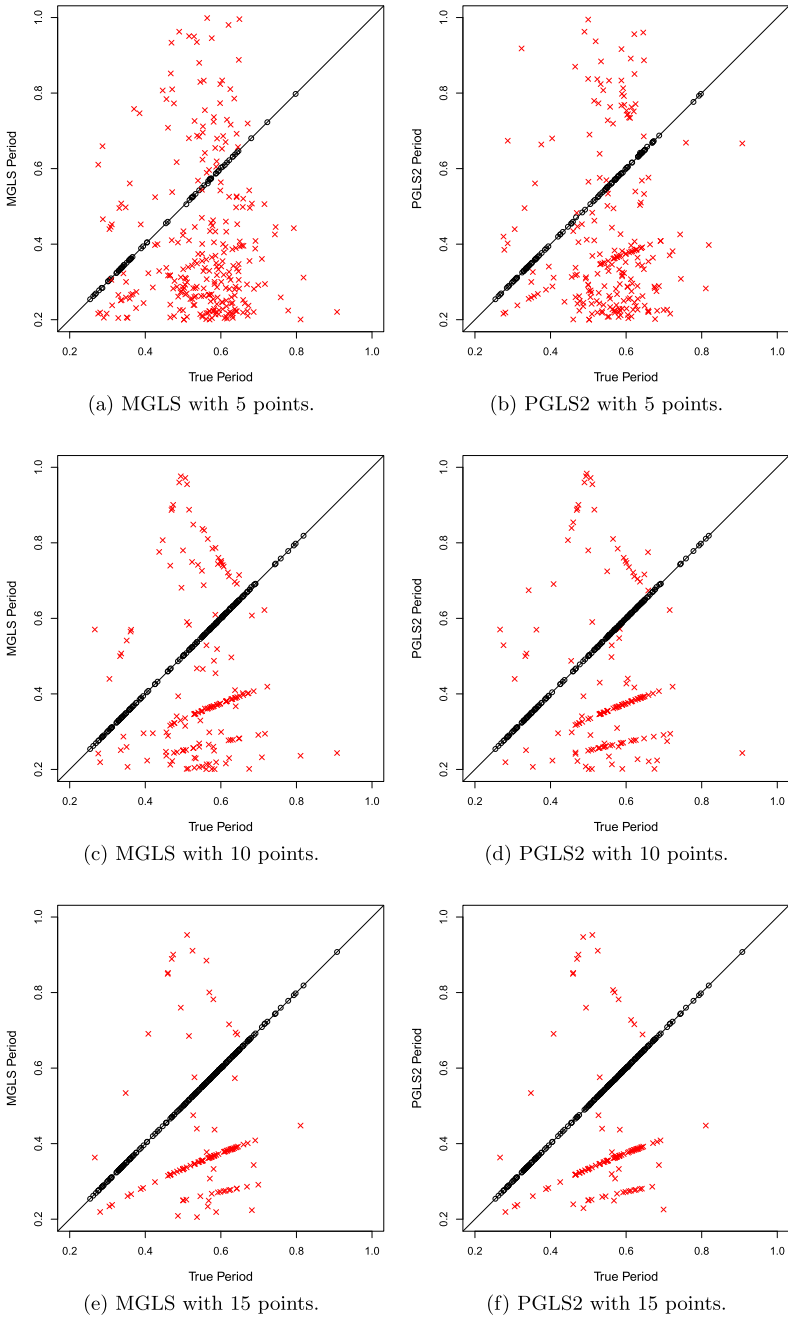 1.0
0.8
0.6
0.4
0.2
MGLS Period
0.2 0.4 0.6 0.8 1.0
True Period
(a) MGLS with 5 points.
1.0
0.8
0.6
0.4
0.2
PGLS2 Period
0.2 0.4 0.6 0.8 1.0
True Period
(b) PGLS2 with 5 points.
1.0
0.8
0.6
0.4
0.2
MGLS Period
0.2 0.4 0.6 0.8 1.0
True Period
(c) MGLS with 10 points.
1.0
0.8
0.6
0.4
0.2
PGLS2 Period
0.2 0.4 0.6 0.8 1.0
True Period
(d) PGLS2 with 10 points.
1.0
0.8
0.6
0.4
0.2
MGLS Period
0.2 0.4 0.6 0.8 1.0
True Period
(e) MGLS with 15 points.
1.0
0.8
0.6
0.4
0.2
PGLS2 Period
0.2 0.4 0.6 0.8 1.0
True Period
(f) PGLS2 with 15 points.